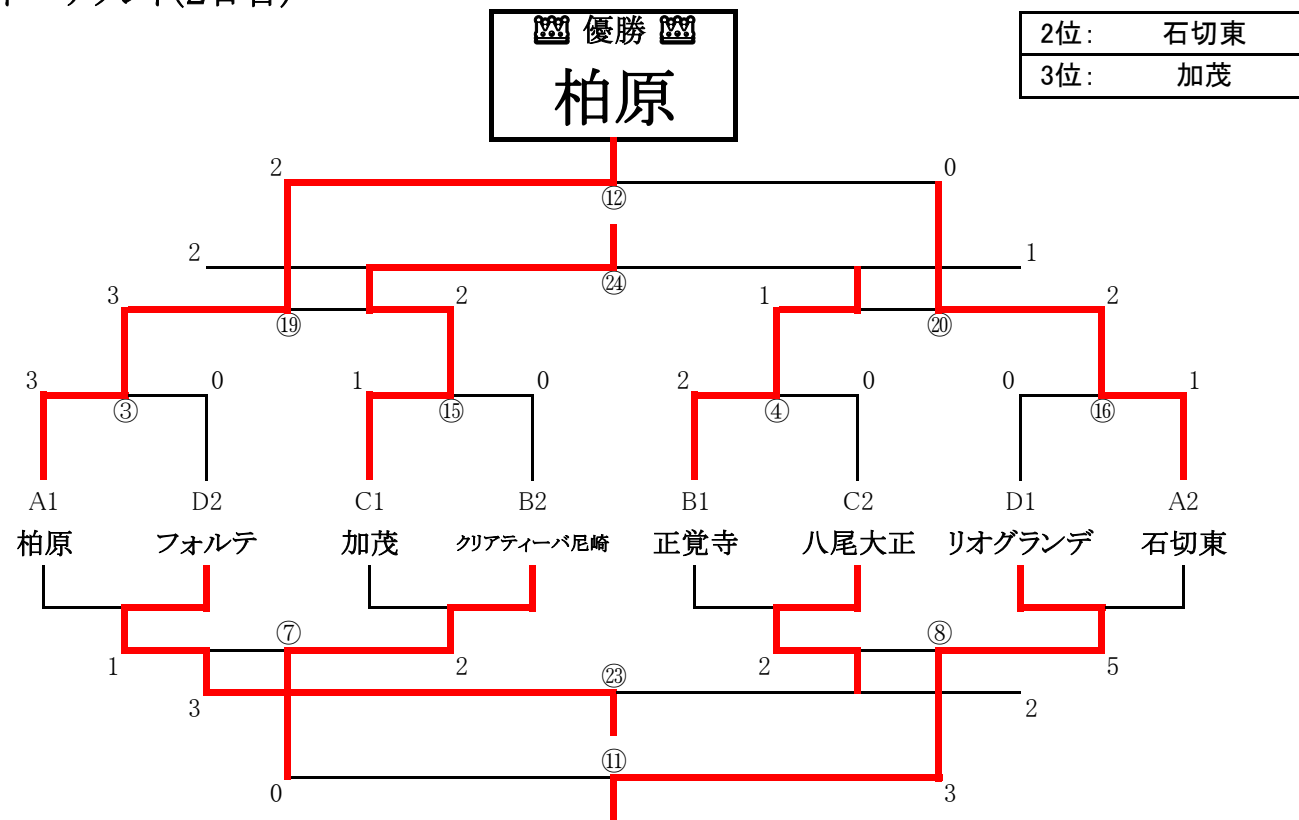 優勝
柏原
2位： 石切東
3位： 加茂
2 0
⑫
2 1
㉔
3 2 1 2
⑲ ⑳
3 0 1 0 2 0 0 1
③ ⑮ ④ ⑯
A1 D2 C1 B2 B1 C2 D1 A2
柏原 フォルテ 加茂 クリアティーバ尼崎 正覚寺 八尾大正 リオグランデ 石切東
⑦ ⑧
1 2 2 5
㉓
3 2
⑪
0 3